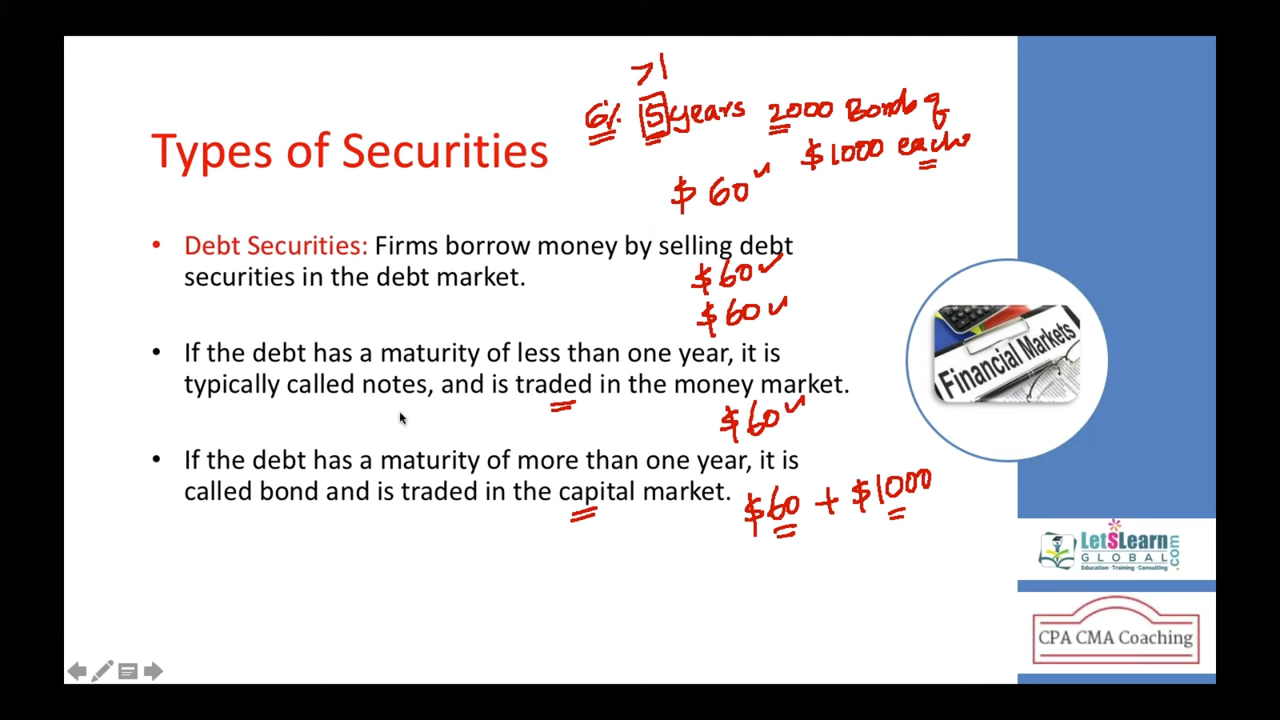 >1
6% 5 years 2000 Bonds of
$1000 each
Types of Securities
$60
• Debt Securities: Firms borrow money by selling debt
securities in the debt market.
$60
$60
• If the debt has a maturity of less than one year, it is
typically called notes, and is traded in the money market.
$60
• If the debt has a maturity of more than one year, it is
called bond and is traded in the capital market.
$60 + $1000
Financial Markets
LetSLearn.com
GLOBAL
Education·Training·Consulting
CPA CMA Coaching